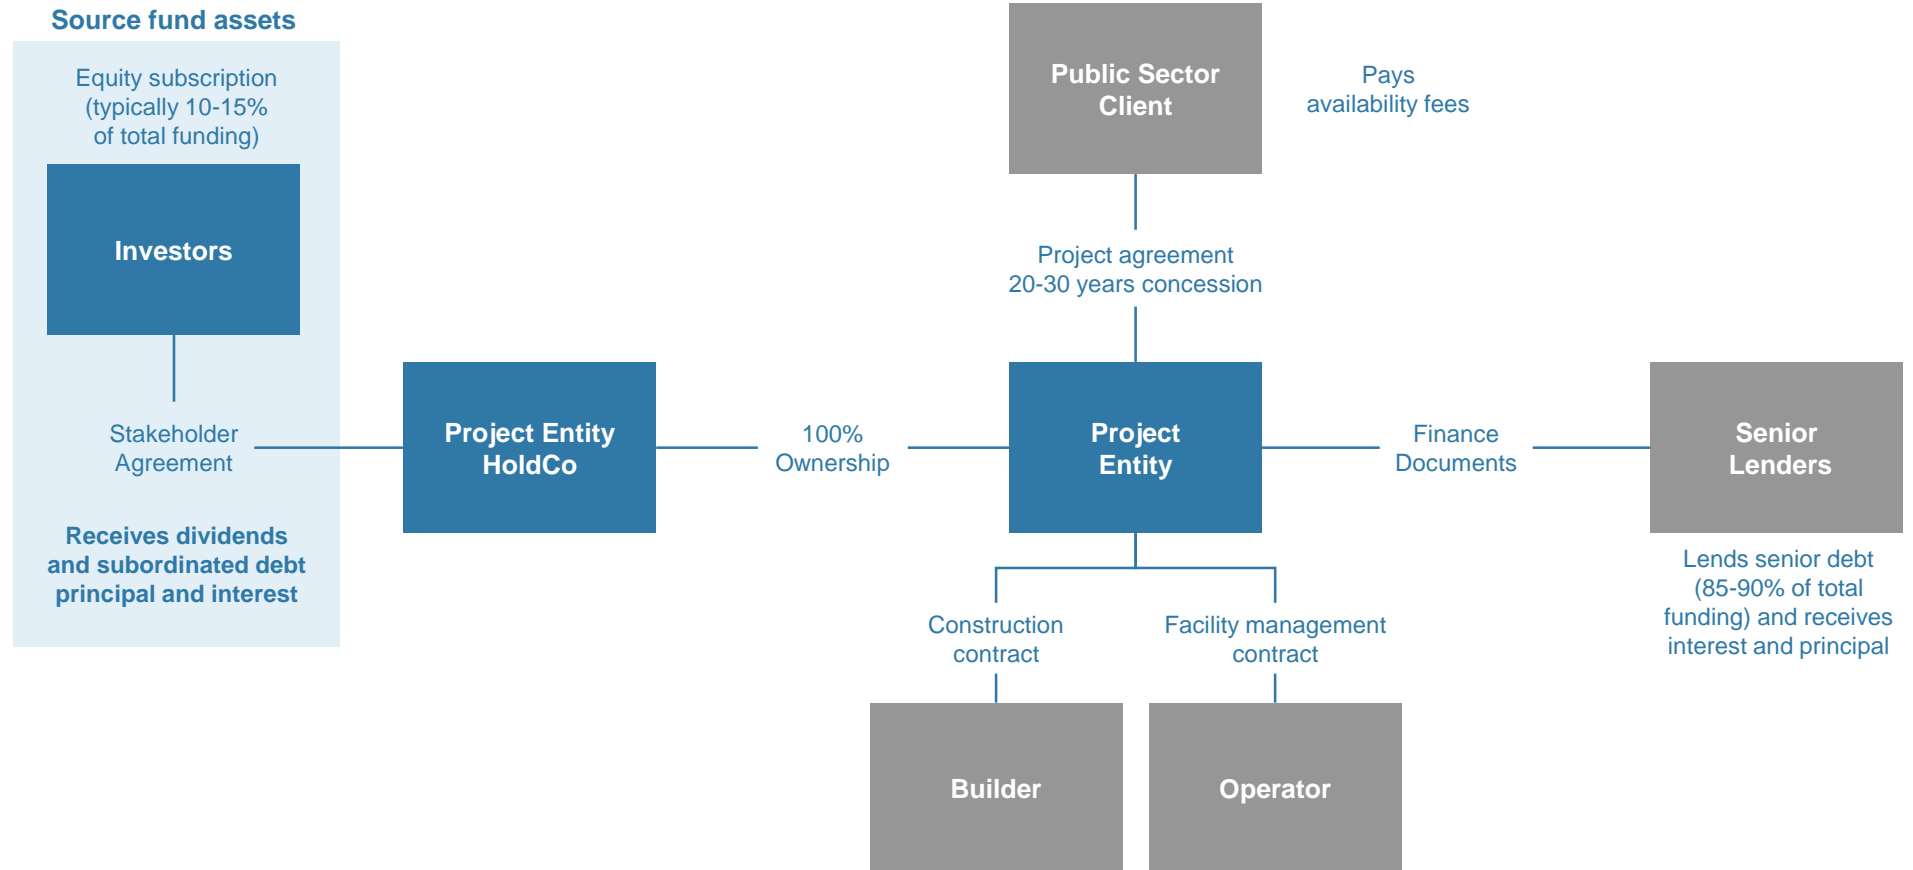 Source fund assets
Equity subscription
(typically 10-15%
of total funding)
Investors
Stakeholder
Agreement
Receives dividends
and subordinated debt
principal and interest
Project Entity
HoldCo
100%
Ownership
Public Sector
Client
Pays
availability fees
Project agreement
20-30 years concession
Project
Entity
Finance
Documents
Senior
Lenders
Lends senior debt
(85-90% of total
funding) and receives
interest and principal
Construction
contract
Facility management
contract
Builder
Operator